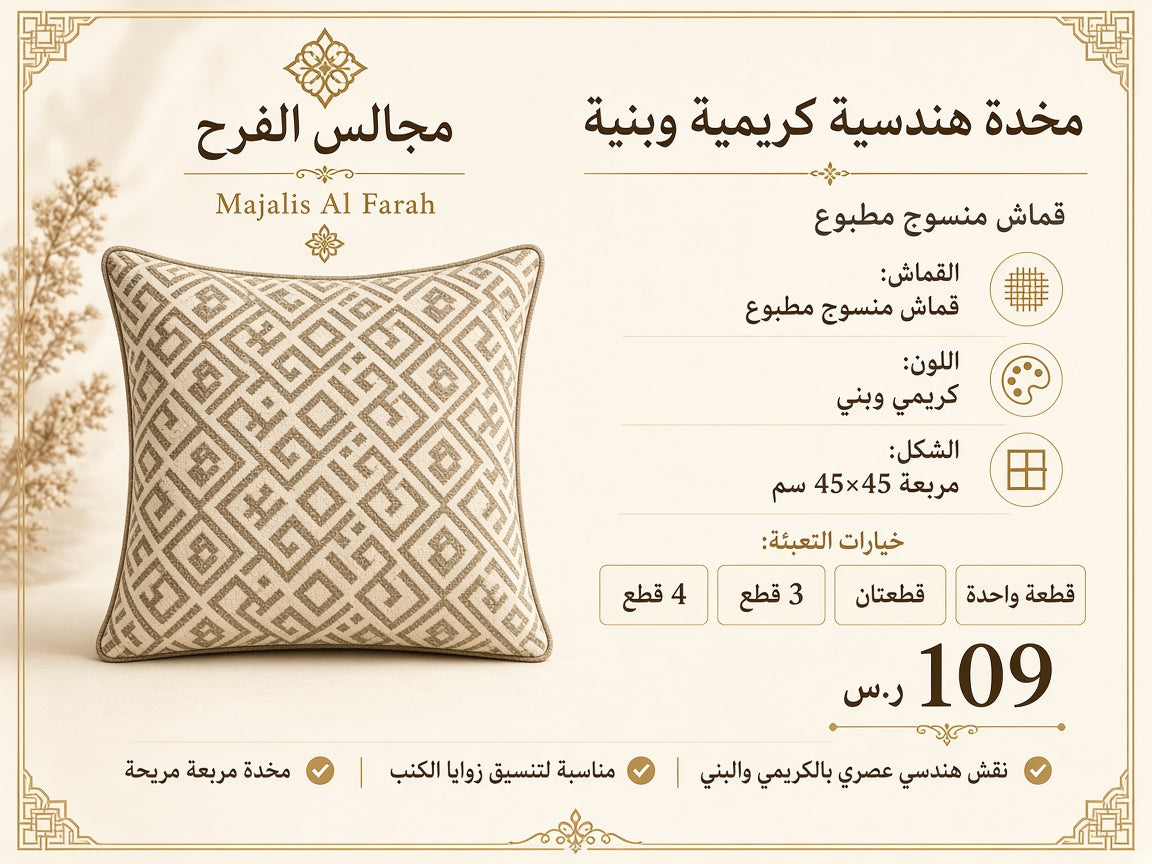 مجالس الفرح
Majalis Al Farah
مخدة هندسية كريمية وبنية
قماش منسوج مطبوع
القماش:
قماش منسوج مطبوع
اللون:
كريمي وبني
الشكل:
مربعة 45×45 سم
خيارات التعبئة:
قطعة واحدة
قطعتان
3 قطع
4 قطع
109 ر.س
نقش هندسي عصري بالكريمي والبني
مناسبة لتنسيق زوايا الكنب
مخدة مربعة مريحة